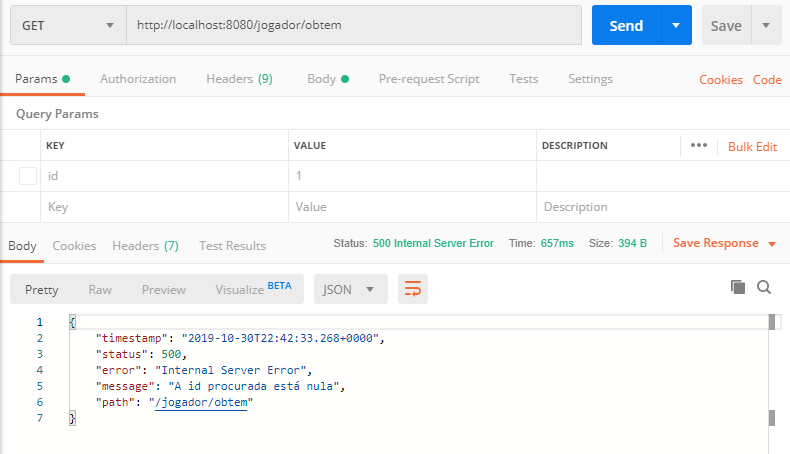 GET http://localhost:8080/jogador/obtem Send Save
Params Authorization Headers (9) Body Pre-request Script Tests Settings Cookies Code
Query Params
KEY VALUE DESCRIPTION ••• Bulk Edit
id 1
Key Value Description
Body Cookies Headers (7) Test Results Status: 500 Internal Server Error Time: 657ms Size: 394 B Save Response
Pretty Raw Preview Visualize BETA JSON
1 {
2 "timestamp": "2019-10-30T22:42:33.268+0000",
3 "status": 500,
4 "error": "Internal Server Error",
5 "message": "A id procurada está nula",
6 "path": "/jogador/obtem"
7 }